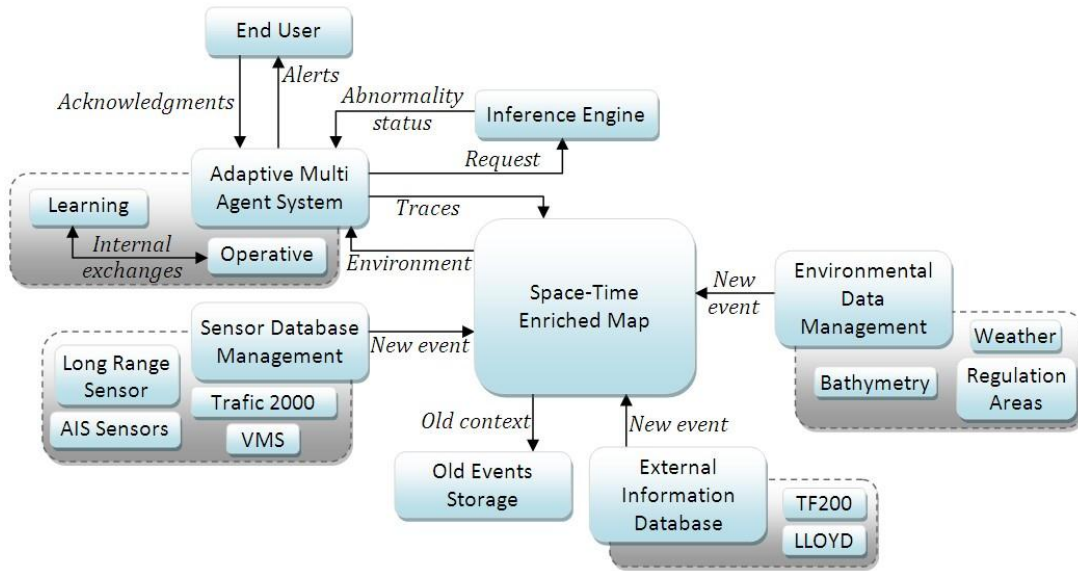 End User
Acknowledgments
Alerts
Abnormality
status
Inference Engine
Request
Adaptive Multi
Agent System
Learning
Internal
exchanges
Operative
Traces
Environment
Space-Time
Enriched Map
New
event
Environmental
Data
Management
Weather
Bathymetry
Regulation
Areas
Sensor Database
Management
New event
Long Range
Sensor
Trafic 2000
AIS Sensors
VMS
Old context
New event
Old Events
Storage
External
Information
Database
TF200
LLOYD